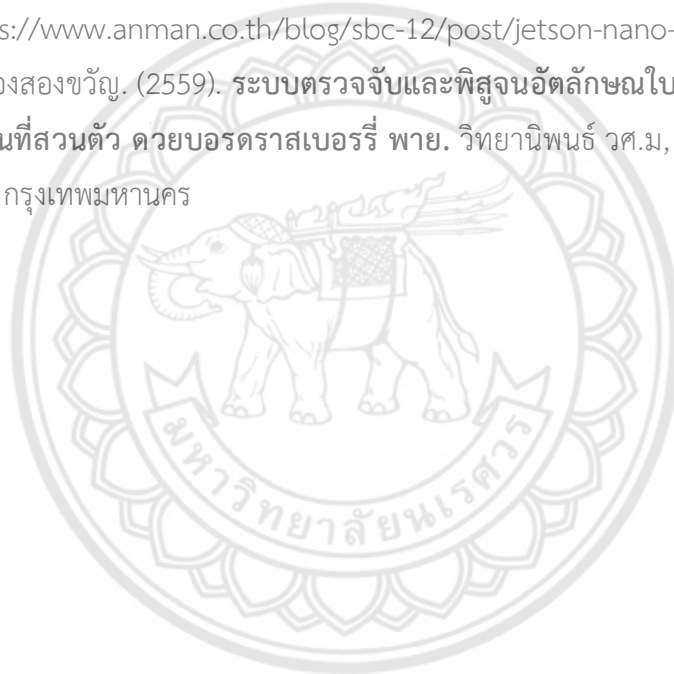 s://www.anman.co.th/blog/sbc-12/post/jetson-nano-
องสองขวัญ. (2559). ระบบตรวจจับและพิสูจนอัตลักษณใบ
นที่สวนตัว ดวยบอรดราสเบอรรี่ พาย. วิทยานิพนธ์ วศ.ม,
กรุงเทพมหานคร
มหาวิทยาลัยนเรศวร